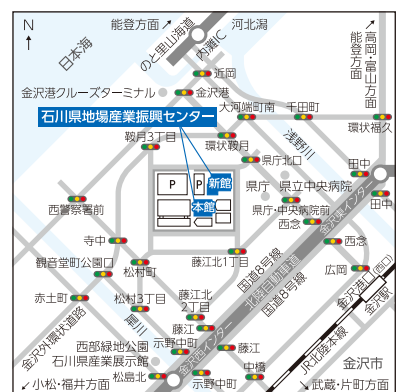 N
能登方面
河北潟
のと里山海道
内灘IC
日本海
能登方面
高岡・富山方面
近岡
金沢港クルーズターミナル
金沢港
大河端町南
千田町
石川県地場産業振興センター
環状福久
鞍月3丁目
環状鞍月
浅野川
県庁北口
田中
P
P
新館
県庁
県立中央病院
本館
田中
金沢東インター
西警察署前
県庁・中央病院前
西念
寺中
西念
藤江北1丁目
国道8号線
観音堂町公園口
松村町
北陸自動車道
広岡
赤土町
国道8号線
金沢港口(西口)
金沢駅
松村3丁目
藤江北
2丁目
金沢外環状道路
犀川
藤江
JR北陸本線
西部緑地公園
示野中町
石川県産業展示館
金沢西インター
藤江
金沢市
松島北
示野中町
中橋
小松・福井方面
武蔵・片町方面